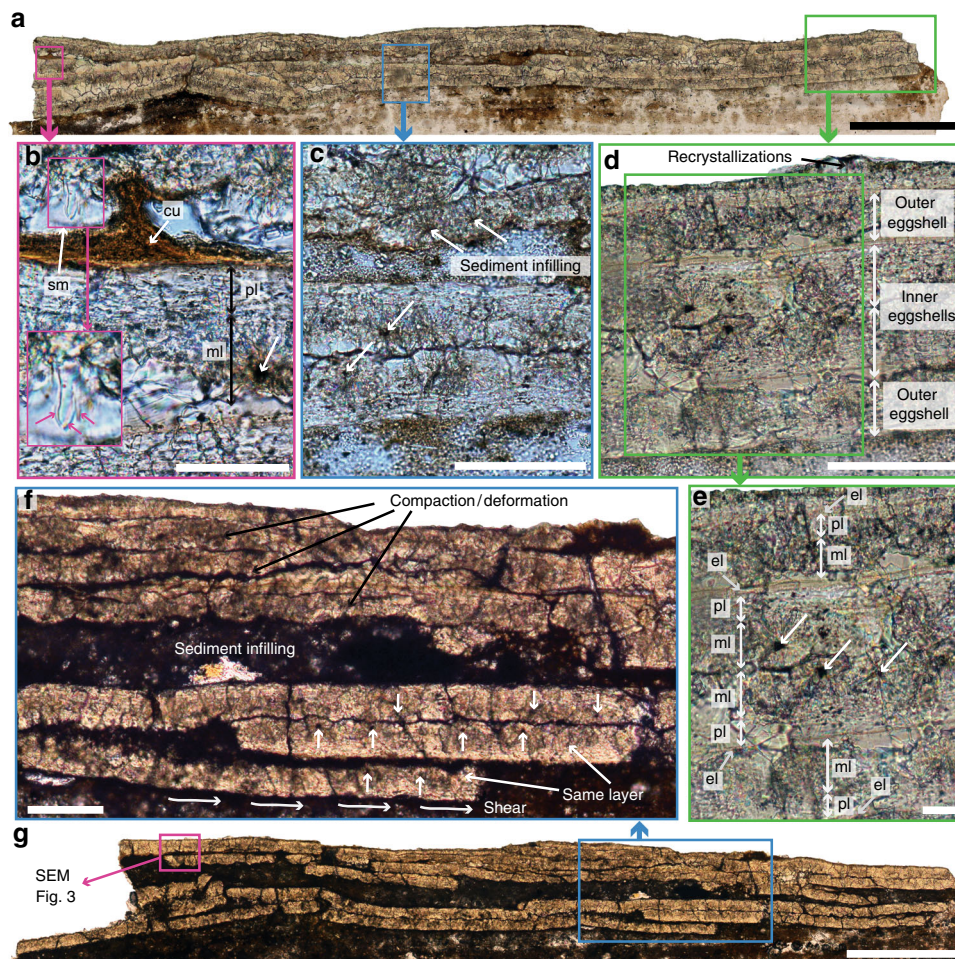 a
b
cu
sm
pl
ml
c
Sediment infilling
d
Recrystallizations
Outer
eggshell
Inner
eggshells
Outer
eggshell
f
Compaction/deformation
Sediment infilling
Same layer
Shear
e
el
pl
ml
el
pl
ml
ml
pl
el
ml
el
pl
g
SEM
Fig. 3